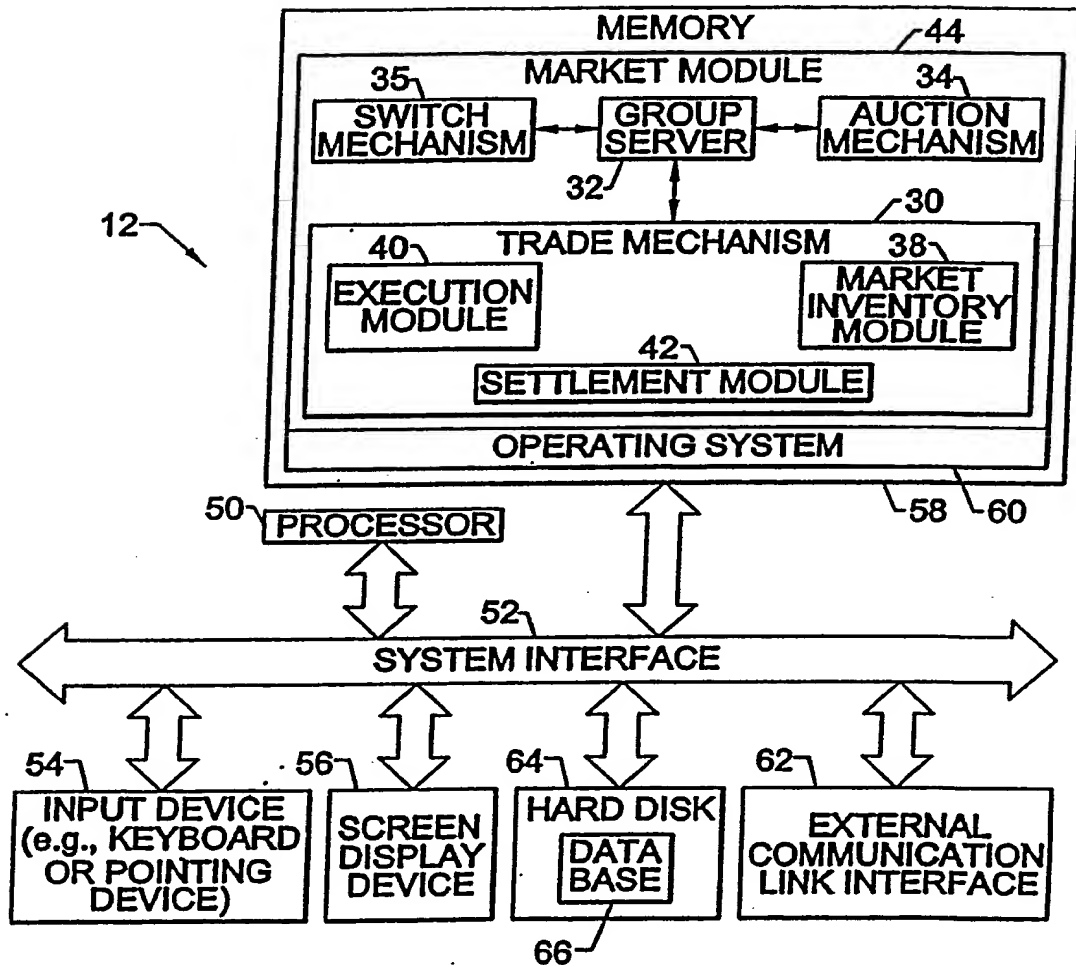 MEMORY
44
MARKET MODULE
35
SWITCH
MECHANISM
GROUP
SERVER
32
34
AUCTION
MECHANISM
12
30
TRADE MECHANISM
40
EXECUTION
MODULE
38
MARKET
INVENTORY
MODULE
42
SETTLEMENT MODULE
OPERATING SYSTEM
58
60
50
PROCESSOR
52
SYSTEM INTERFACE
54
INPUT DEVICE
(e.g., KEYBOARD
OR POINTING
DEVICE)
56
SCREEN
DISPLAY
DEVICE
64
HARD DISK
DATA
BASE
66
62
EXTERNAL
COMMUNICATION
LINK INTERFACE